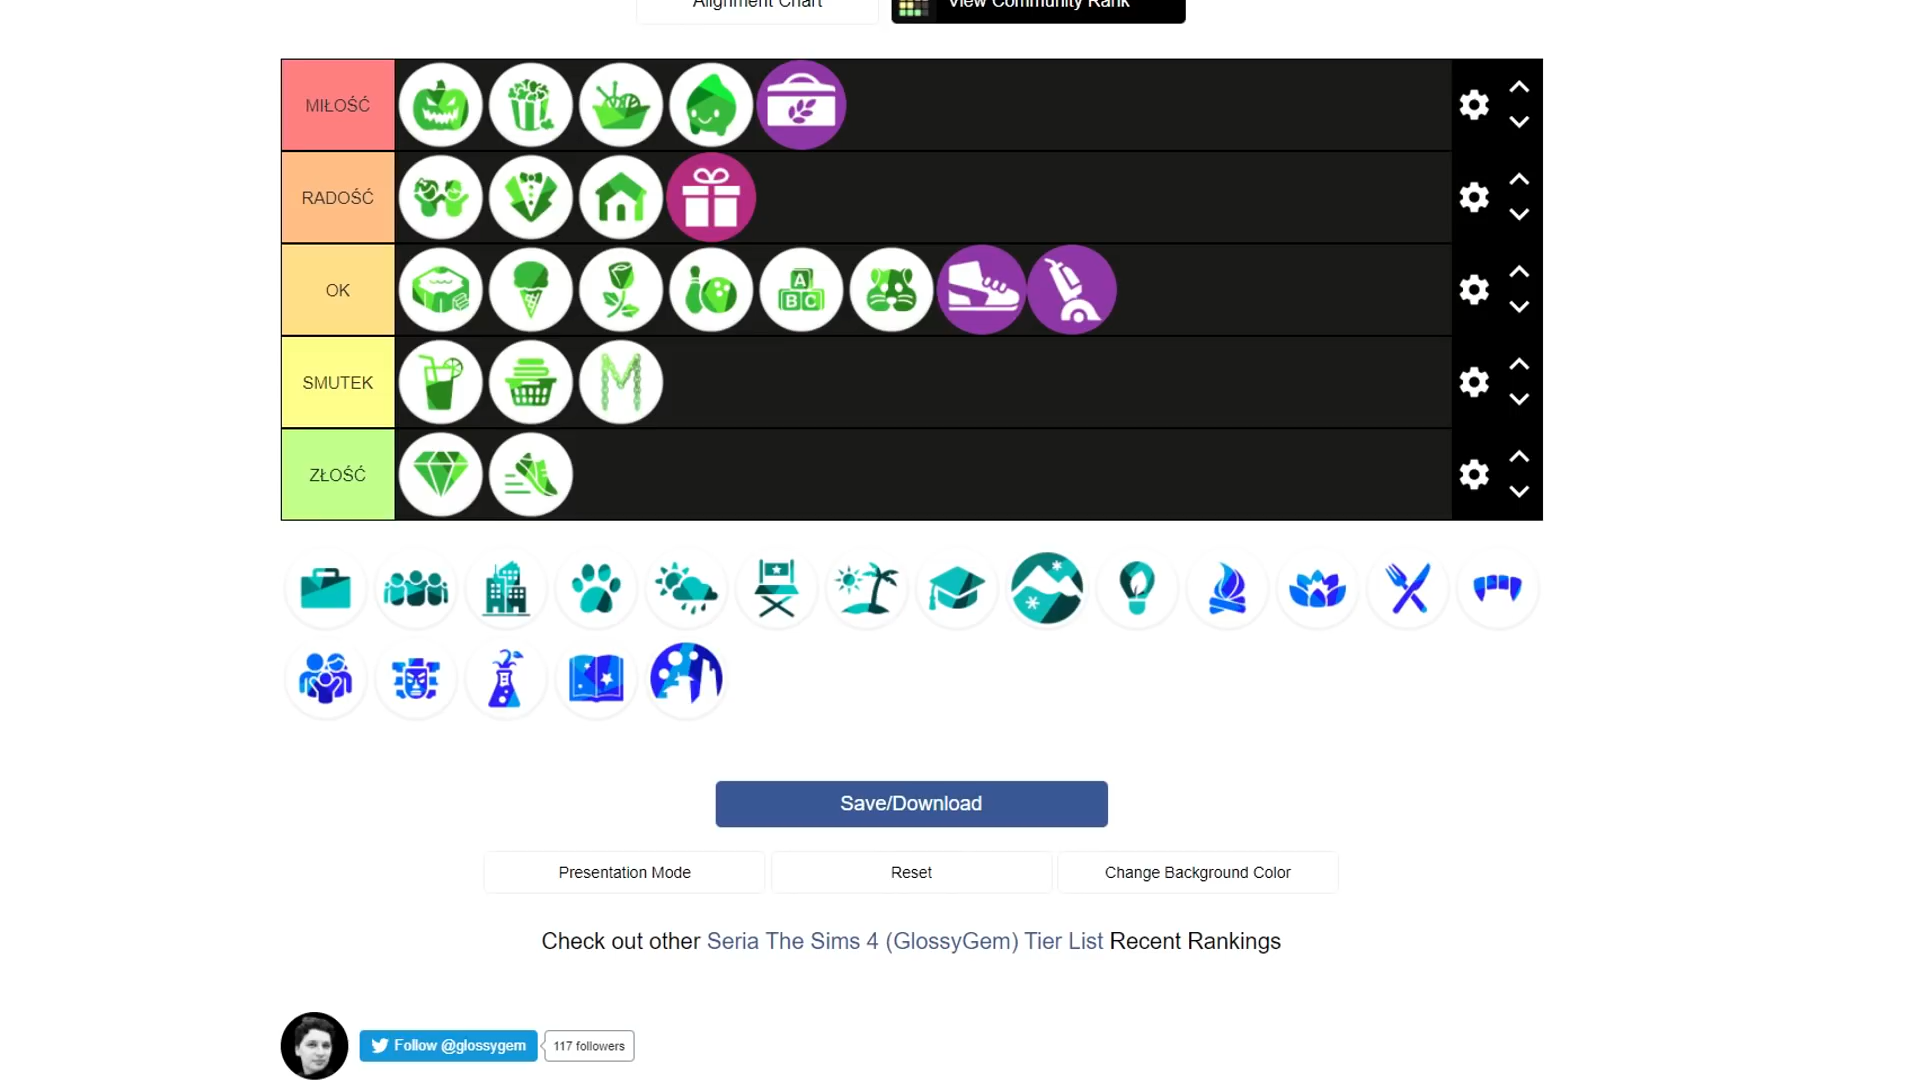 Alignment Chart
View Community Rank
MIŁOŚĆ
RADOŚĆ
OK
A
B C
SMUTEK
M
ZŁOŚĆ
Save/Download
Presentation Mode
Reset
Change Background Color
Check out other Seria The Sims 4 (GlossyGem) Tier List Recent Rankings
Follow @glossygem
117 followers